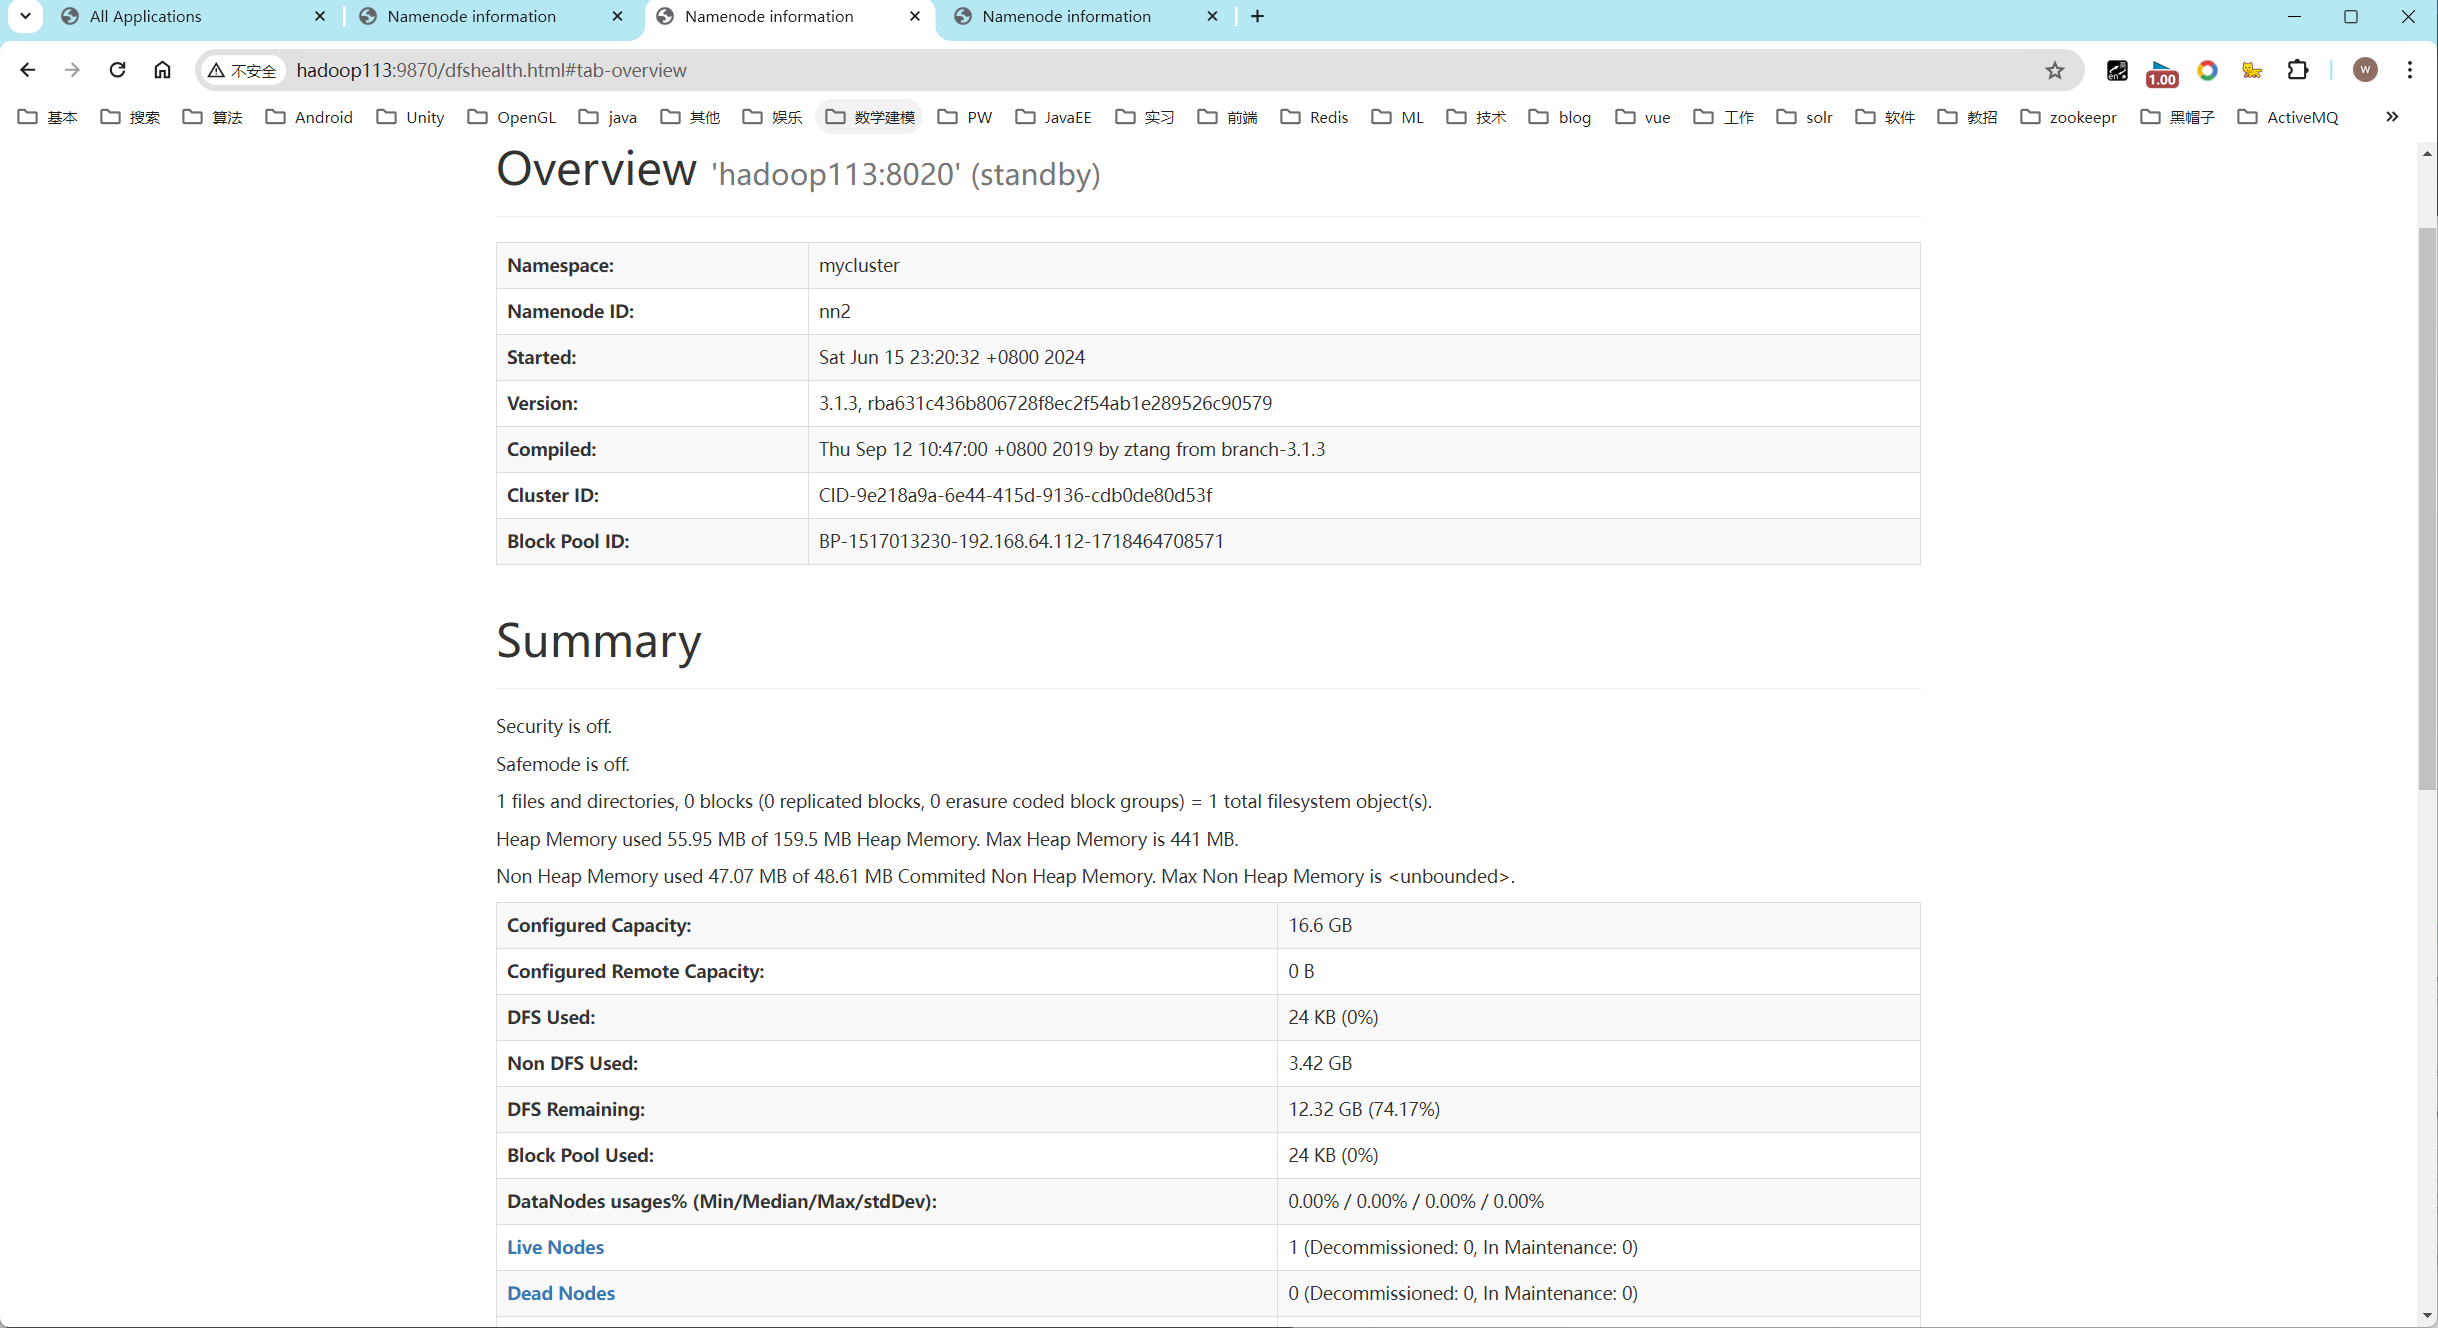 All Applications
Namenode information
Namenode information
Namenode information
不安全 hadoop113:9870/dfshealth.html#tab-overview
1.00
W
基本 搜索 算法 Android Unity OpenGL java 其他 娱乐 数学建模 PW JavaEE 实习 前端 Redis ML 技术 blog vue 工作 solr 软件 教招 zookeepr 黑帽子 ActiveMQ
Overview 'hadoop113:8020' (standby)
Namespace: mycluster
Namenode ID: nn2
Started: Sat Jun 15 23:20:32 +0800 2024
Version: 3.1.3, rba631c436b806728f8ec2f54ab1e289526c90579
Compiled: Thu Sep 12 10:47:00 +0800 2019 by ztang from branch-3.1.3
Cluster ID: CID-9e218a9a-6e44-415d-9136-cdb0de80d53f
Block Pool ID: BP-1517013230-192.168.64.112-1718464708571
Summary
Security is off.
Safemode is off.
1 files and directories, 0 blocks (0 replicated blocks, 0 erasure coded block groups) = 1 total filesystem object(s).
Heap Memory used 55.95 MB of 159.5 MB Heap Memory. Max Heap Memory is 441 MB.
Non Heap Memory used 47.07 MB of 48.61 MB Commited Non Heap Memory. Max Non Heap Memory is <unbounded>.
Configured Capacity: 16.6 GB
Configured Remote Capacity: 0 B
DFS Used: 24 KB (0%)
Non DFS Used: 3.42 GB
DFS Remaining: 12.32 GB (74.17%)
Block Pool Used: 24 KB (0%)
DataNodes usages% (Min/Median/Max/stdDev): 0.00% / 0.00% / 0.00% / 0.00%
Live Nodes 1 (Decommissioned: 0, In Maintenance: 0)
Dead Nodes 0 (Decommissioned: 0, In Maintenance: 0)